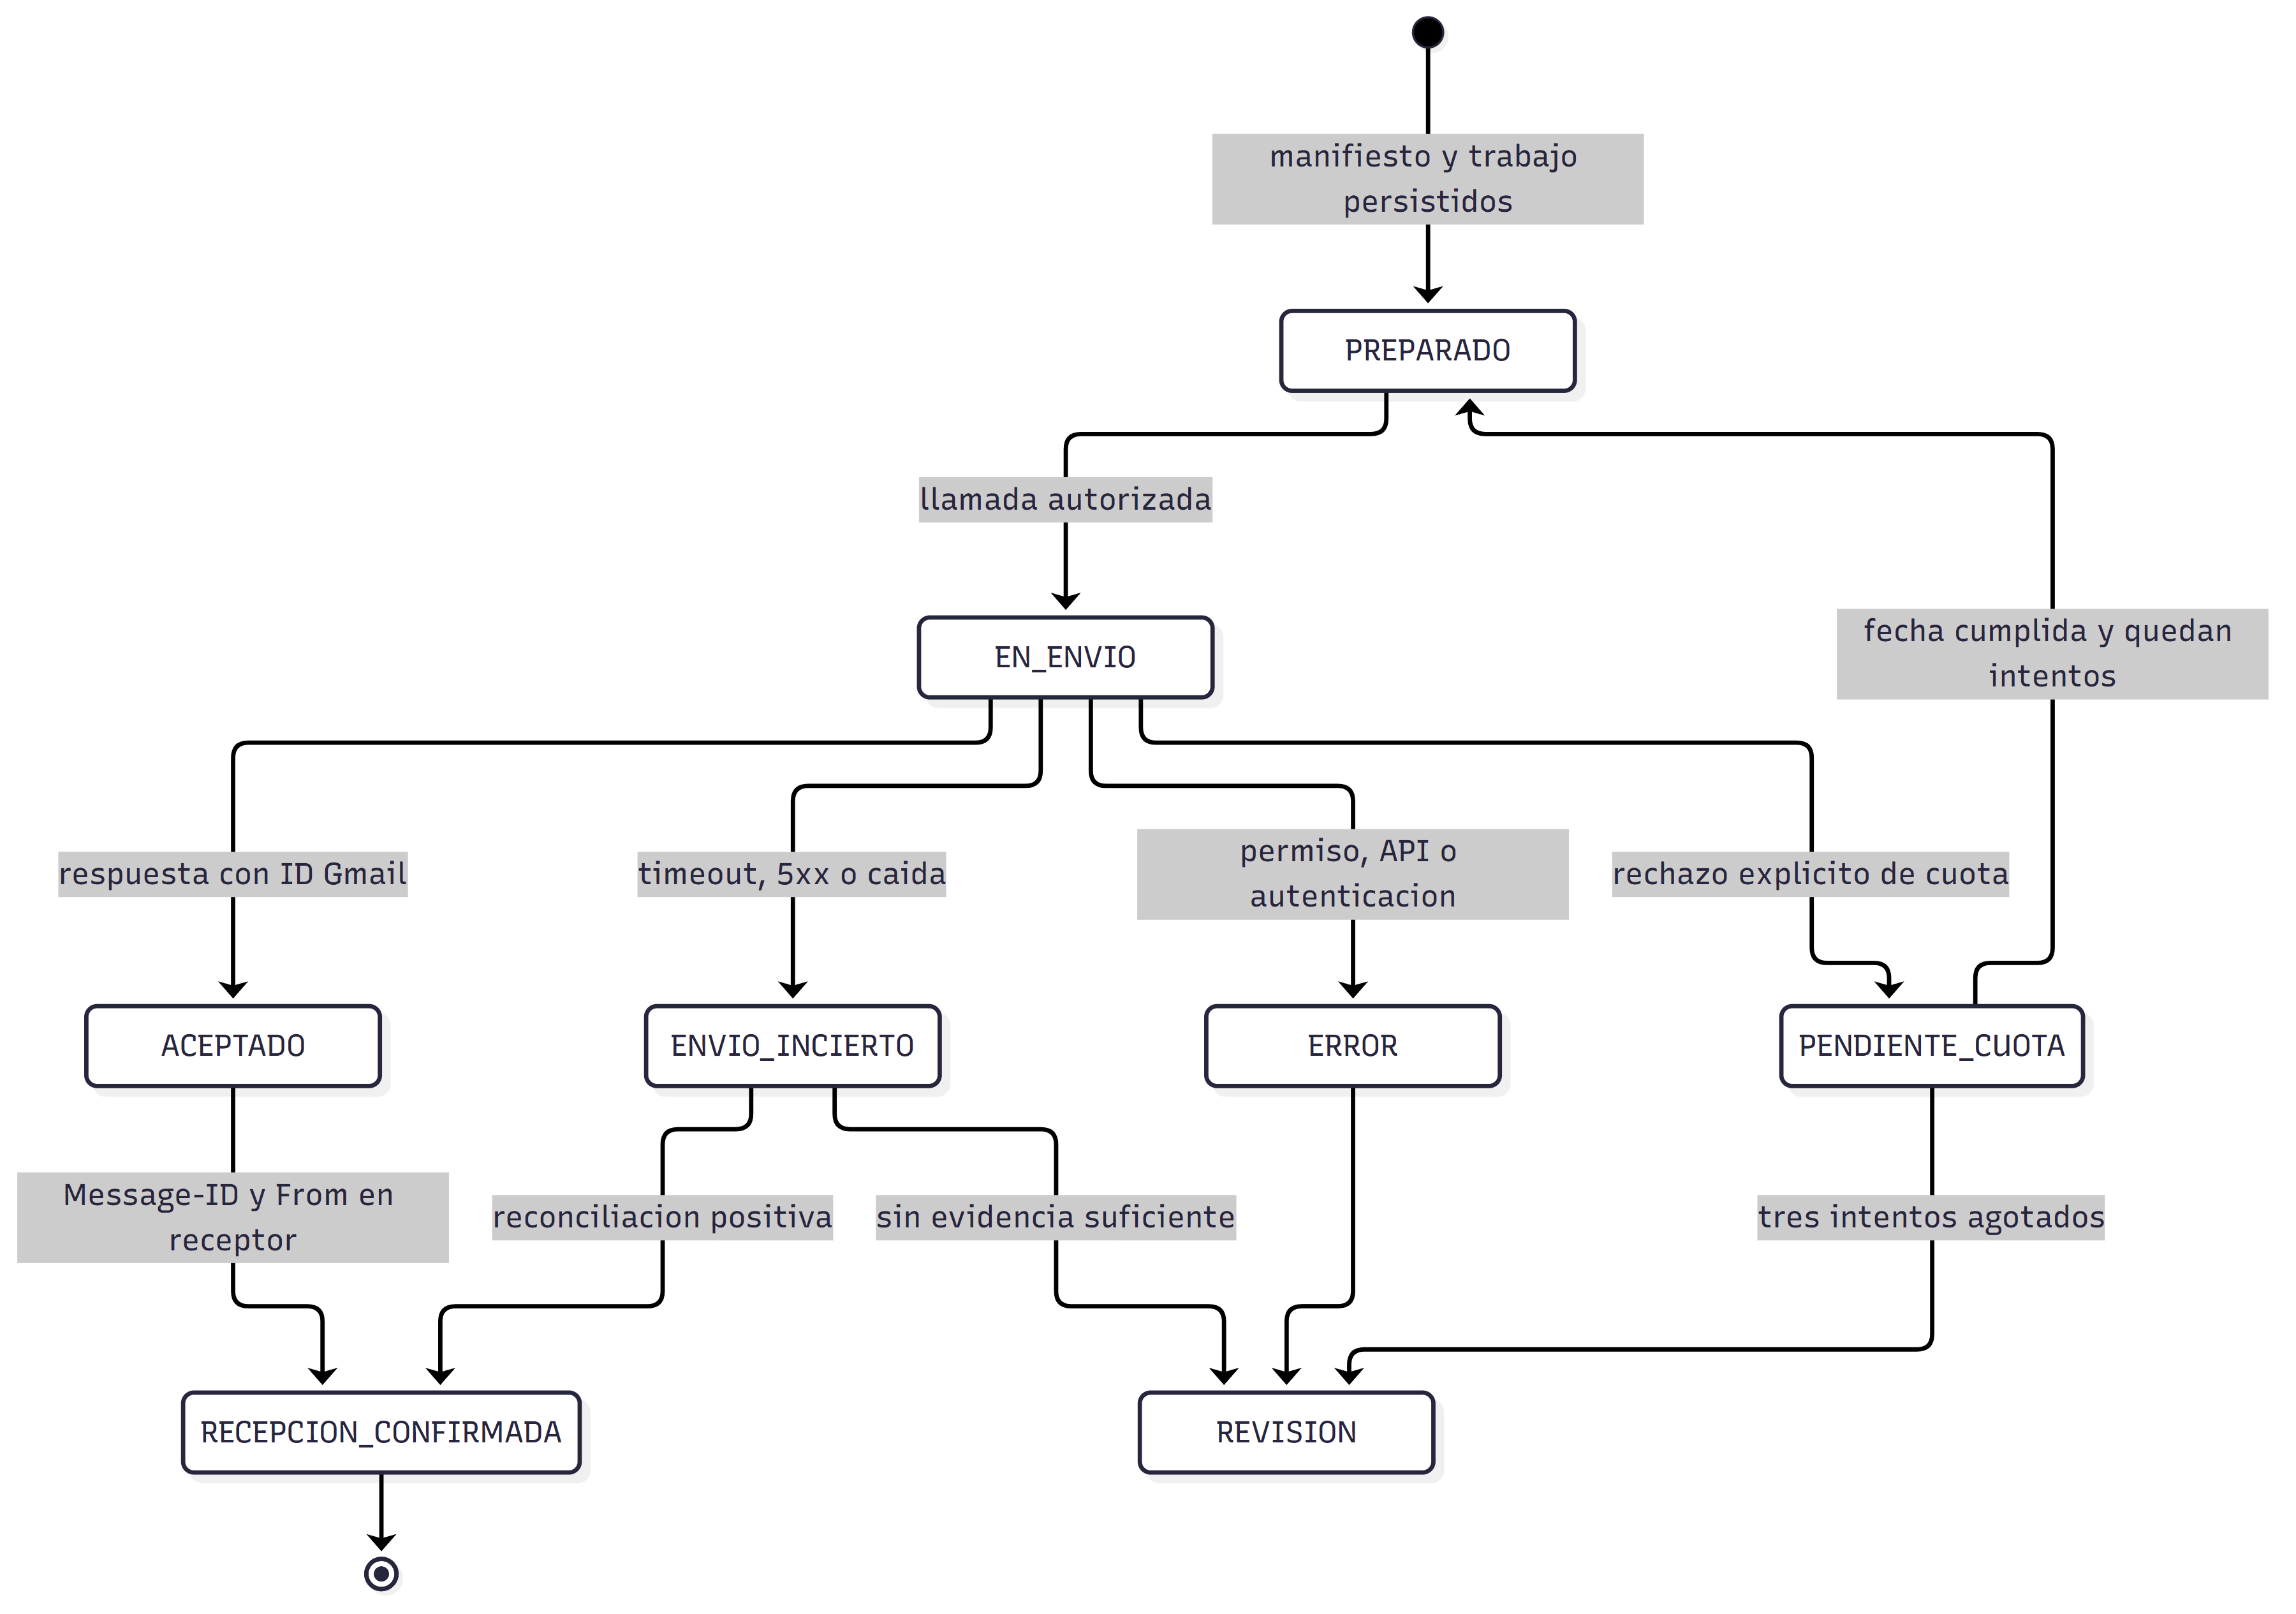 manifiesto y trabajo
persistidos
PREPARADO
llamada autorizada
EN_ENVIO
fecha cumplida y quedan
intentos
respuesta con ID Gmail
timeout, 5xx o caida
permiso, API o
autenticacion
rechazo explicito de cuota
ACEPTADO
ENVIO_INCIERTO
ERROR
PENDIENTE_CUOTA
Message-ID y From en
receptor
reconciliacion positiva
sin evidencia suficiente
tres intentos agotados
RECEPCION_CONFIRMADA
REVISION